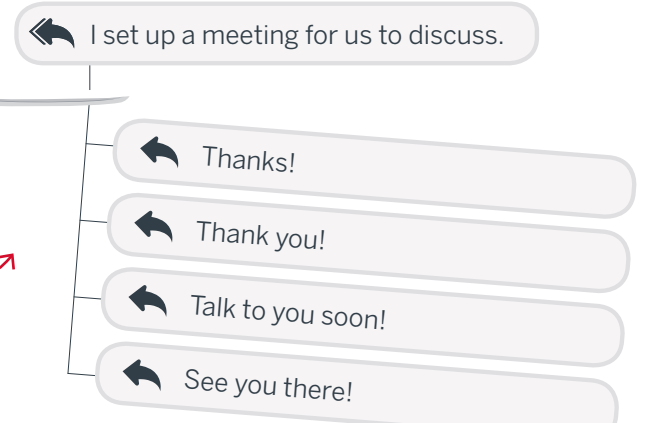 I set up a meeting for us to discuss.
Thanks!
Thank you!
Talk to you soon!
See you there!